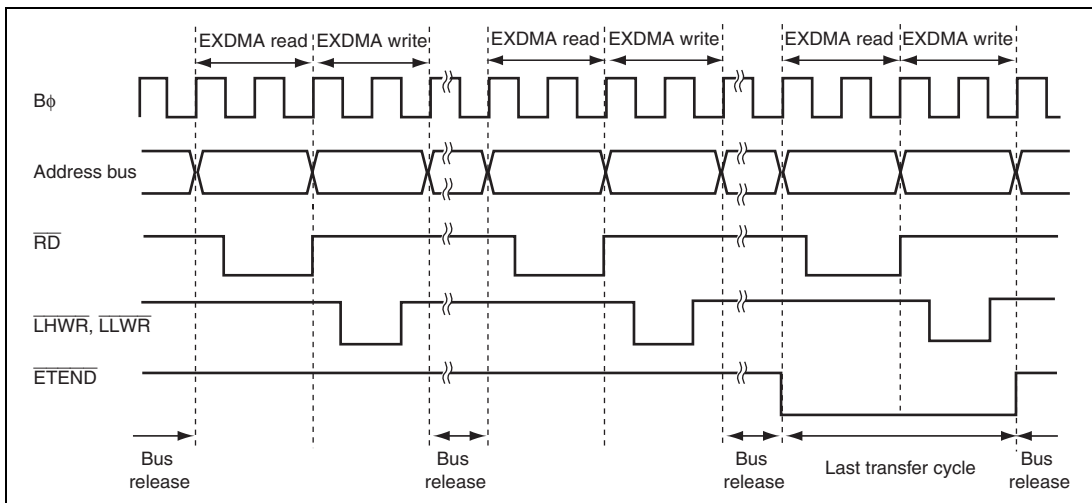 EXDMA read EXDMA write EXDMA read EXDMA write EXDMA read EXDMA write
Bϕ
Address bus
RD
LHWR, LLWR
ETEND
Bus release
Bus release
Bus release
Last transfer cycle
Bus release